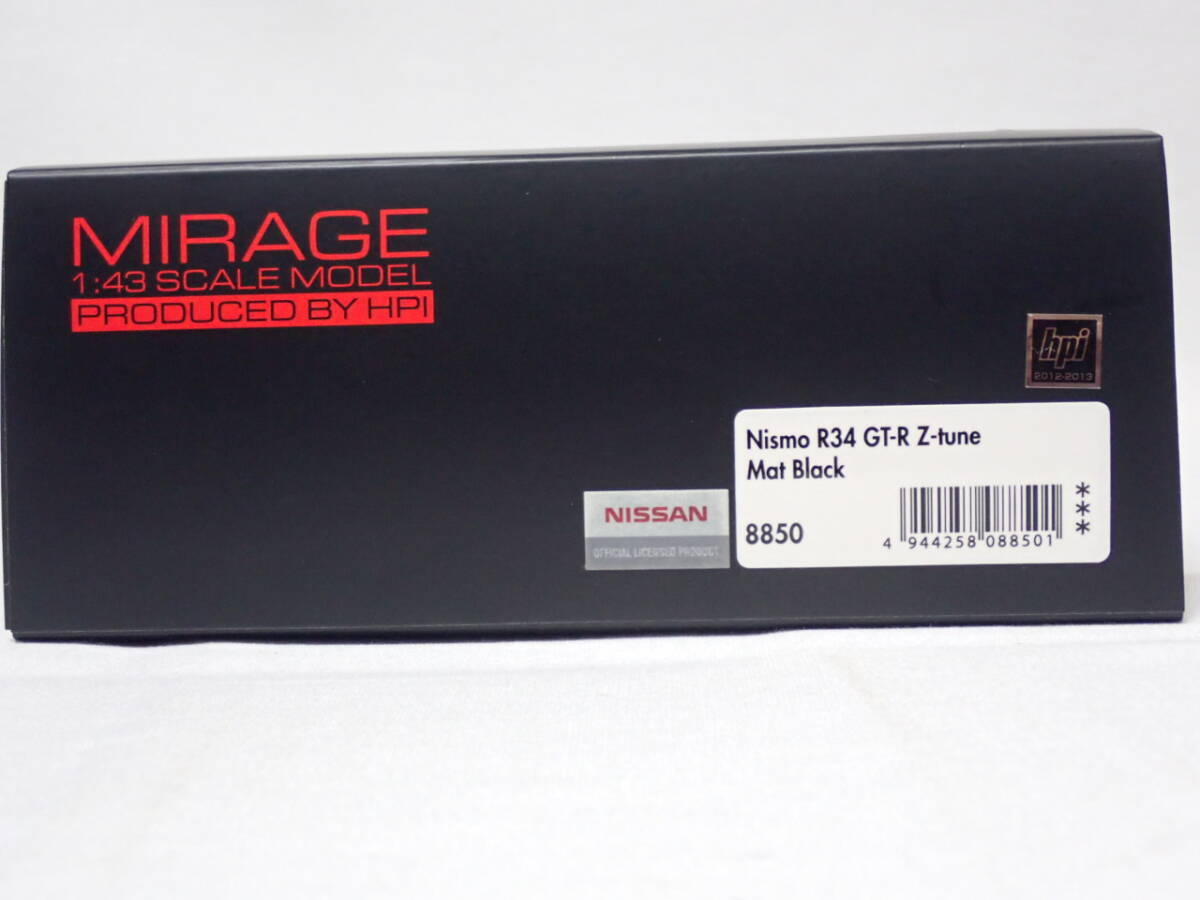 MIRAGE
1:43 SCALE MODEL
PRODUCED BY HPI
hpi
2012-2013
Nismo R34 GT-R Z-tune
Mat Black
8850
4 944258 088501
***
NISSAN
OFFICIAL LICENSED PRODUCT